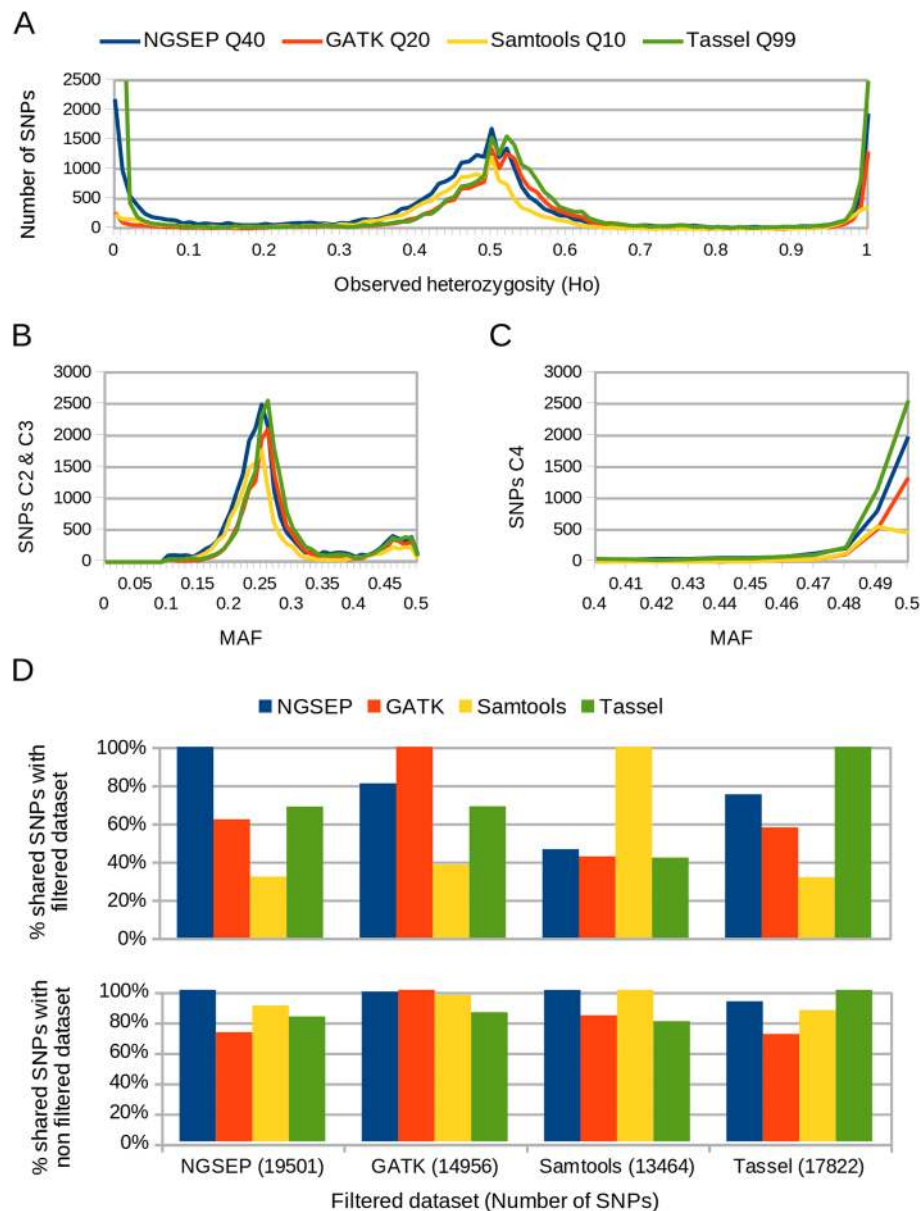 A
NGSEP Q40 GATK Q20 Samtools Q10 Tassel Q99
Number of SNPs
2500
2000
1500
1000
500
0
0 0.1 0.2 0.3 0.4 0.5 0.6 0.7 0.8 0.9 1
Observed heterozygosity (Ho)
B
SNPs C2 & C3
3000
2500
2000
1500
1000
500
0
0.05 0.15 0.25 0.35 0.45
0 0.1 0.2 0.3 0.4 0.5
MAF
C
SNPs C4
3000
2500
2000
1500
1000
500
0
0.41 0.43 0.45 0.47 0.49
0.4 0.42 0.44 0.46 0.48 0.5
MAF
D
NGSEP GATK Samtools Tassel
% shared SNPs with
filtered dataset
100%
80%
60%
40%
20%
0%
% shared SNPs with
non filtered dataset
100%
80%
60%
40%
20%
0%
NGSEP (19501) GATK (14956) Samtools (13464) Tassel (17822)
Filtered dataset (Number of SNPs)